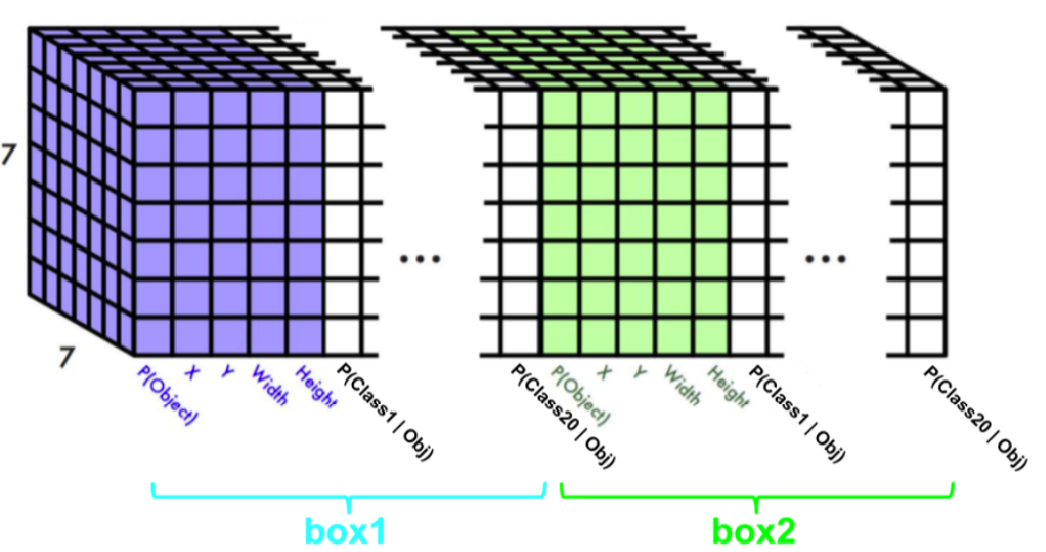 7
...
...
7
P(Object)
X
Y
Width
Height
P(Class1 | Obj)
P(Class20 | Obj)
P(Object)
X
Y
Width
Height
P(Class1 | Obj)
P(Class20 | Obj)
box1
box2